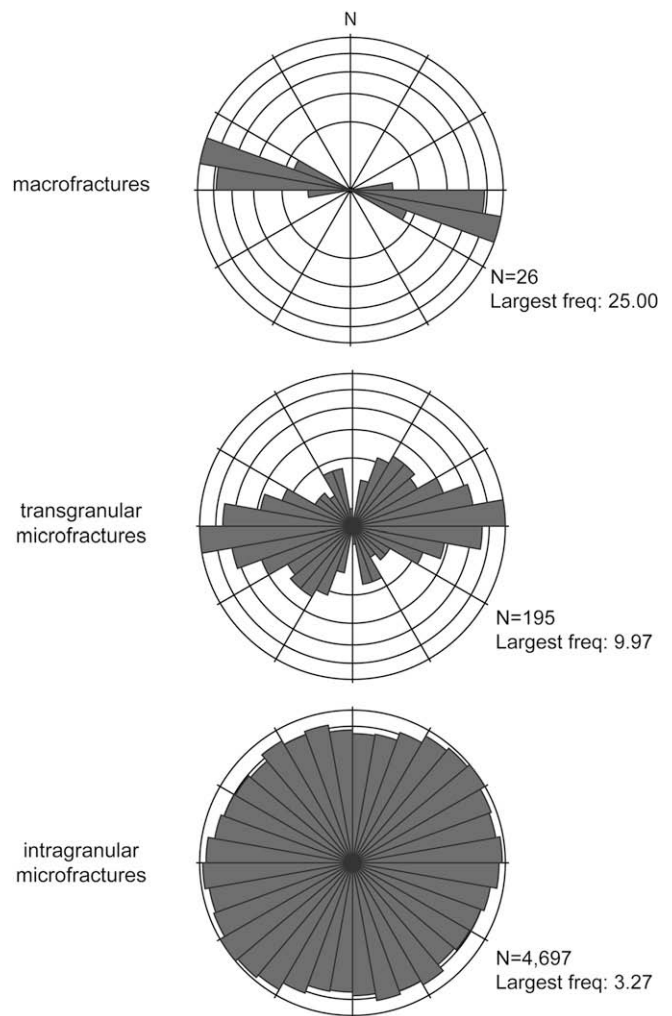 N
macrofractures
N=26
Largest freq: 25.00
transgranular
microfractures
N=195
Largest freq: 9.97
intragranular
microfractures
N=4,697
Largest freq: 3.27